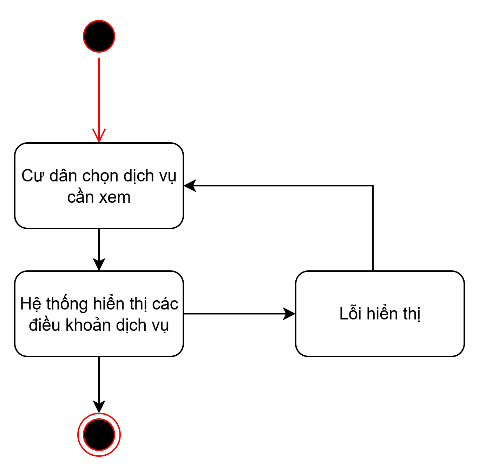 Cư dân chọn dịch vụ
cần xem
Hệ thống hiển thị các
điều khoản dịch vụ
Lỗi hiển thị